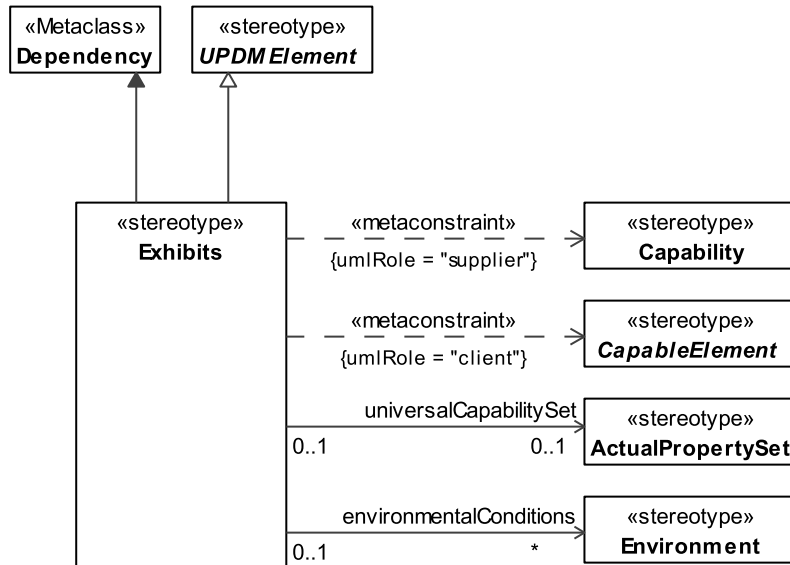 «Metaclass»
Dependency
«stereotype»
UPDMElement
«stereotype»
Exhibits
«metaconstraint»
{umlRole = "supplier"}
«stereotype»
Capability
«metaconstraint»
{umlRole = "client"}
«stereotype»
CapableElement
universalCapabilitySet
0..1
0..1
«stereotype»
ActualPropertySet
environmentalConditions
0..1
*
«stereotype»
Environment